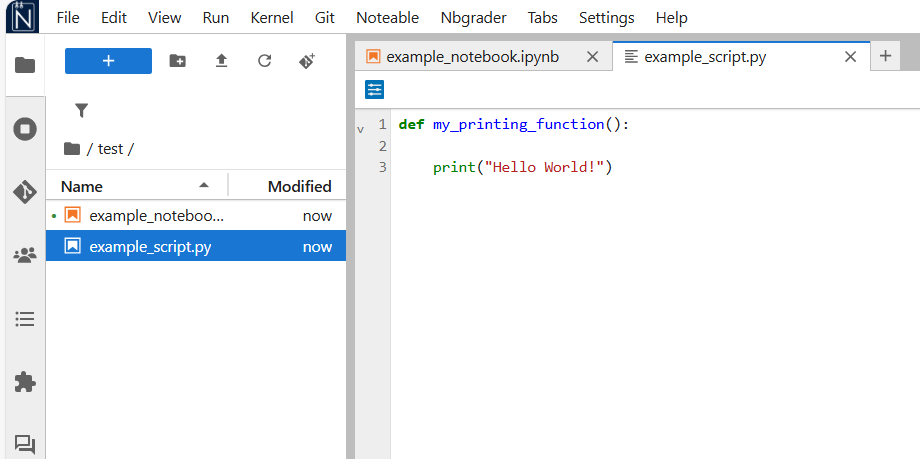 N File Edit View Run Kernel Git Noteable Nbgrader Tabs Settings Help
+
/ test /
Name Modified
example_noteboo... now
example_script.py now
example_notebook.ipynb example_script.py
1 def my_printing_function():
2
3 print("Hello World!")